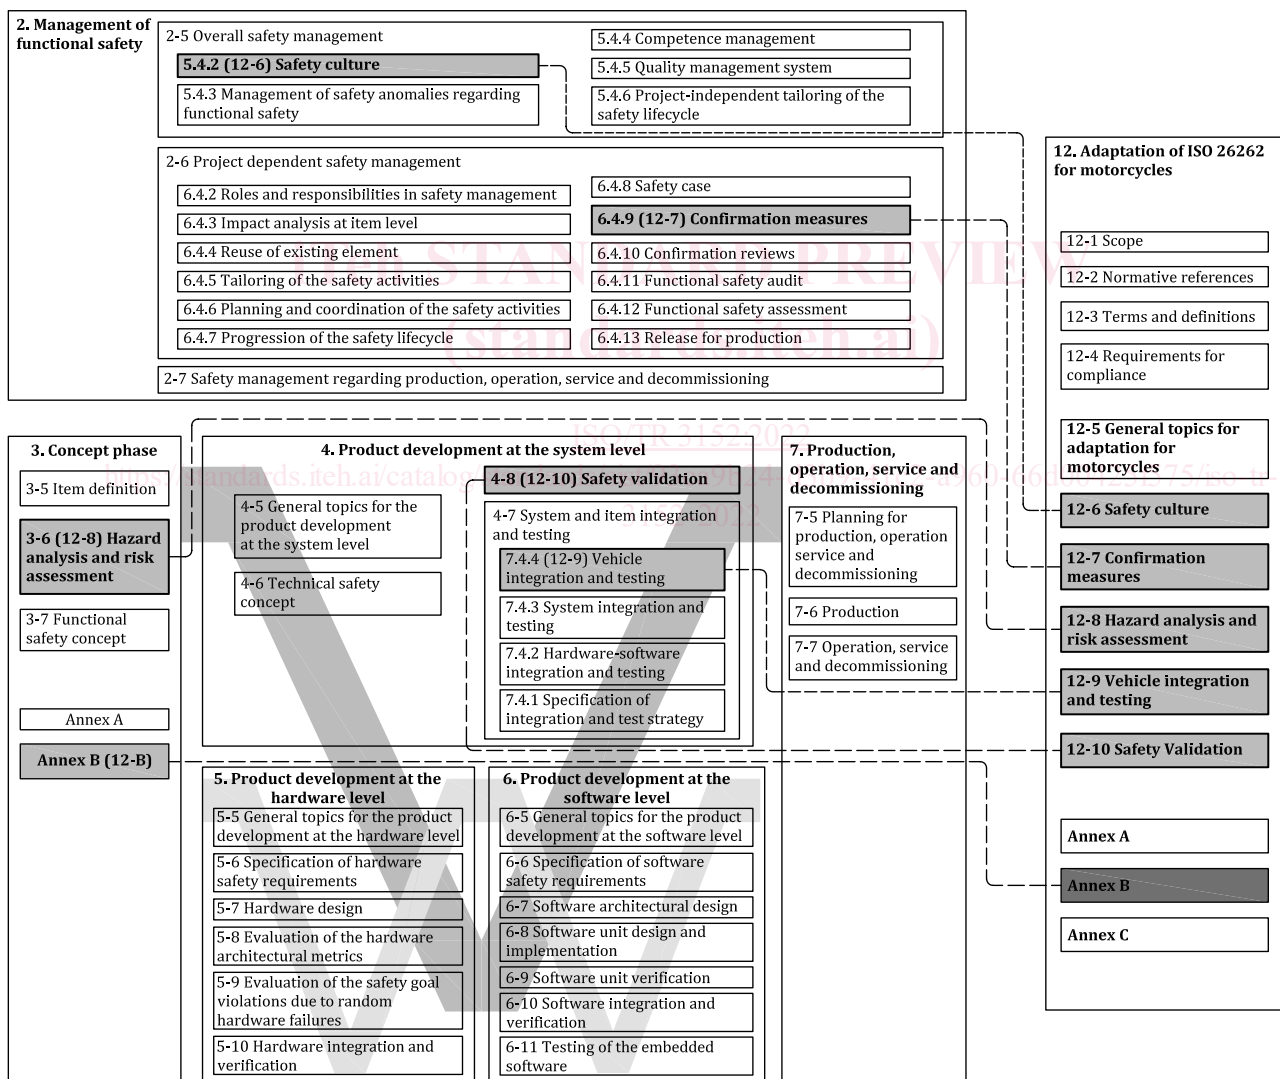 2. Management of
functional safety
2-5 Overall safety management
5.4.2 (12-6) Safety culture
5.4.3 Management of safety anomalies regarding
functional safety
5.4.4 Competence management
5.4.5 Quality management system
5.4.6 Project-independent tailoring of the
safety lifecycle
2-6 Project dependent safety management
6.4.2 Roles and responsibilities in safety management
6.4.3 Impact analysis at item level
6.4.4 Reuse of existing element
6.4.5 Tailoring of the safety activities
6.4.6 Planning and coordination of the safety activities
6.4.7 Progression of the safety lifecycle
6.4.8 Safety case
6.4.9 (12-7) Confirmation measures
6.4.10 Confirmation reviews
6.4.11 Functional safety audit
6.4.12 Functional safety assessment
6.4.13 Release for production
2-7 Safety management regarding production, operation, service and decommissioning
iTeh STANDARD PREVIEW
(standards.iteh.ai)
ISO/TR 3152:2022
3. Concept phase
3-5 Item definition
3-6 (12-8) Hazard
analysis and risk
assessment
3-7 Functional
safety concept
Annex A
Annex B (12-B)
4. Product development at the system level
4-5 General topics for the
product development
at the system level
4-6 Technical safety
concept
4-8 (12-10) Safety validation
4-7 System and item integration
and testing
7.4.4 (12-9) Vehicle
integration and testing
7.4.3 System integration and
testing
7.4.2 Hardware-software
integration and testing
7.4.1 Specification of
integration and test strategy
7. Production,
operation, service and
decommissioning
7-5 Planning for
production, operation
service and
decommissioning
7-6 Production
7-7 Operation, service
and decommissioning
5. Product development at the
hardware level
5-5 General topics for the product
development at the hardware level
5-6 Specification of hardware
safety requirements
5-7 Hardware design
5-8 Evaluation of the hardware
architectural metrics
5-9 Evaluation of the safety goal
violations due to random
hardware failures
5-10 Hardware integration and
verification
6. Product development at the
software level
6-5 General topics for the product
development at the software level
6-6 Specification of software
safety requirements
6-7 Software architectural design
6-8 Software unit design and
implementation
6-9 Software unit verification
6-10 Software integration and
verification
6-11 Testing of the embedded
software
12. Adaptation of ISO 26262
for motorcycles
12-1 Scope
12-2 Normative references
12-3 Terms and definitions
12-4 Requirements for
compliance
12-5 General topics for
adaptation for
motorcycles
12-6 Safety culture
12-7 Confirmation
measures
12-8 Hazard analysis and
risk assessment
12-9 Vehicle integration
and testing
12-10 Safety Validation
Annex A
Annex B
Annex C